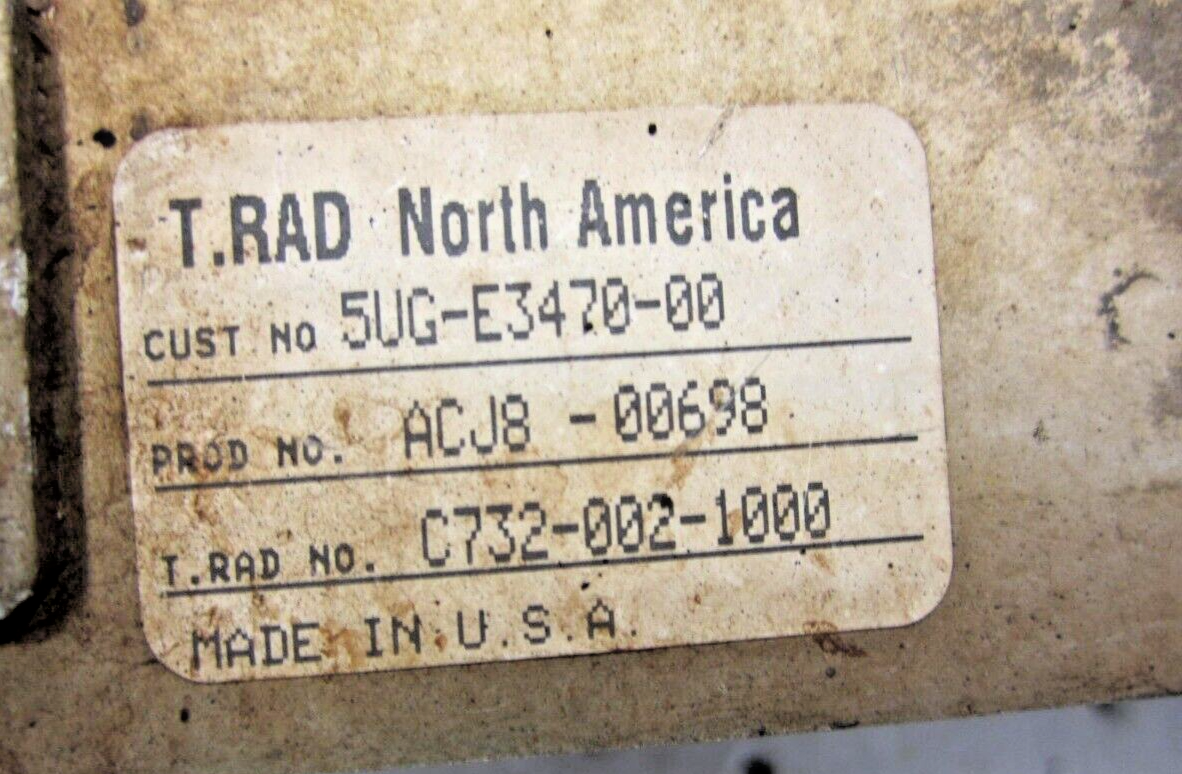 T.RAD North America
CUST NO 5UG-E3470-00
PROD NO. ACJ8 -00698
T.RAD NO. C732-002-1000
MADE IN U.S.A.